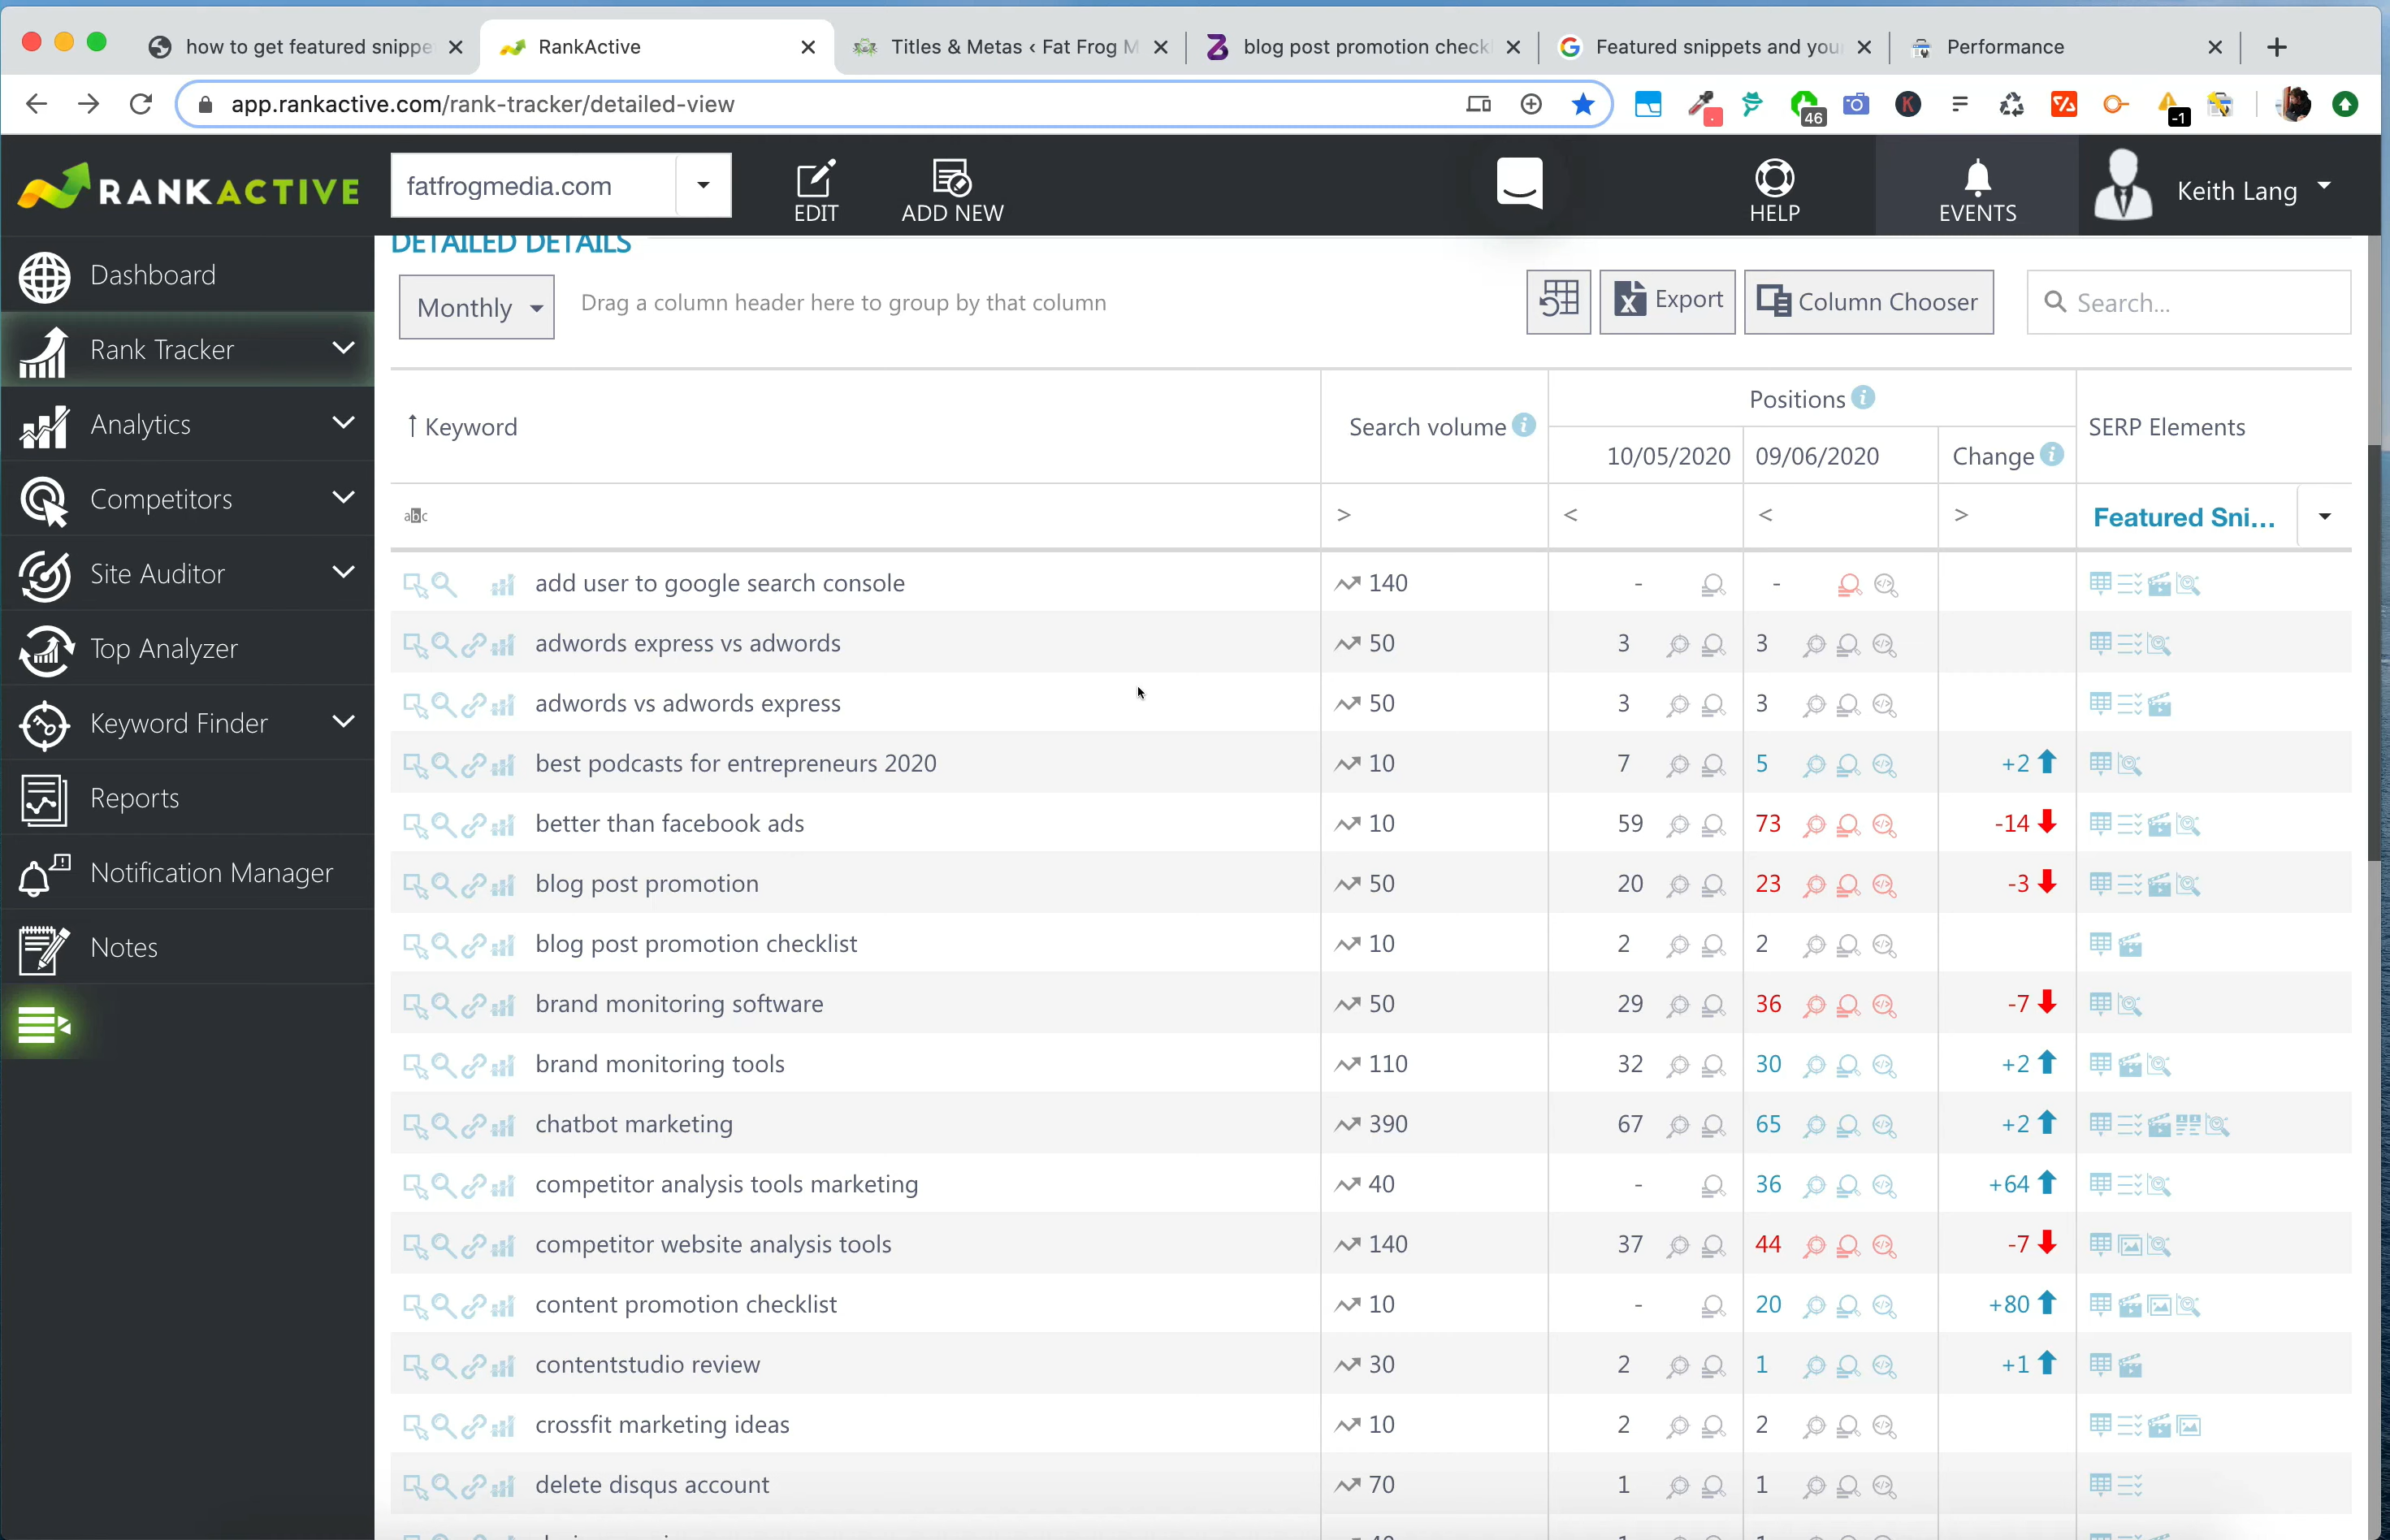 how to get featured snippe
RankActive
Titles & Metas ‹ Fat Frog M
blog post promotion check
Featured snippets and you
Performance
app.rankactive.com/rank-tracker/detailed-view
46
-1
RANKACTIVE
fatfrogmedia.com
EDIT
ADD NEW
HELP
EVENTS
Keith Lang
Dashboard
Rank Tracker
Analytics
Competitors
Site Auditor
Top Analyzer
Keyword Finder
Reports
Notification Manager
Notes
DETAILED DETAILS
Monthly
Drag a column header here to group by that column
Export
Column Chooser
Search...
↑ Keyword
Search volume
Positions
SERP Elements
10/05/2020
09/06/2020
Change
abc > < < > Featured Sni...
add user to google search console 140 - -
adwords express vs adwords 50 3 3
adwords vs adwords express 50 3 3
best podcasts for entrepreneurs 2020 10 7 5 +2
better than facebook ads 10 59 73 -14
blog post promotion 50 20 23 -3
blog post promotion checklist 10 2 2
brand monitoring software 50 29 36 -7
brand monitoring tools 110 32 30 +2
chatbot marketing 390 67 65 +2
competitor analysis tools marketing 40 - 36 +64
competitor website analysis tools 140 37 44 -7
content promotion checklist 10 - 20 +80
contentstudio review 30 2 1 +1
crossfit marketing ideas 10 2 2
delete disqus account 70 1 1